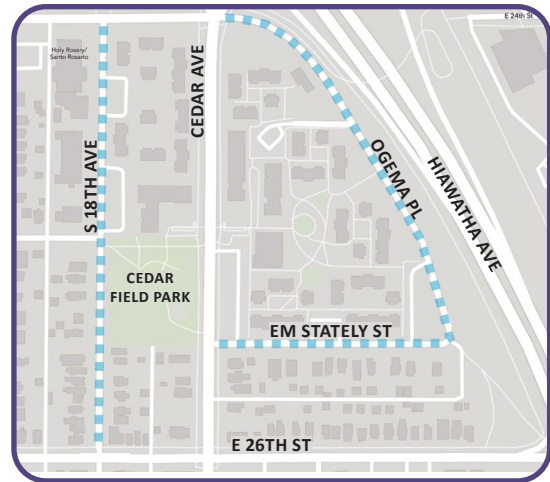 E 24th St
Holy Rosary/
Santo Rosario
CEDAR AVE
S 18TH AVE
OGEMA PL
HIAWATHA AVE
CEDAR
FIELD PARK
EM STATELY ST
E 26TH ST